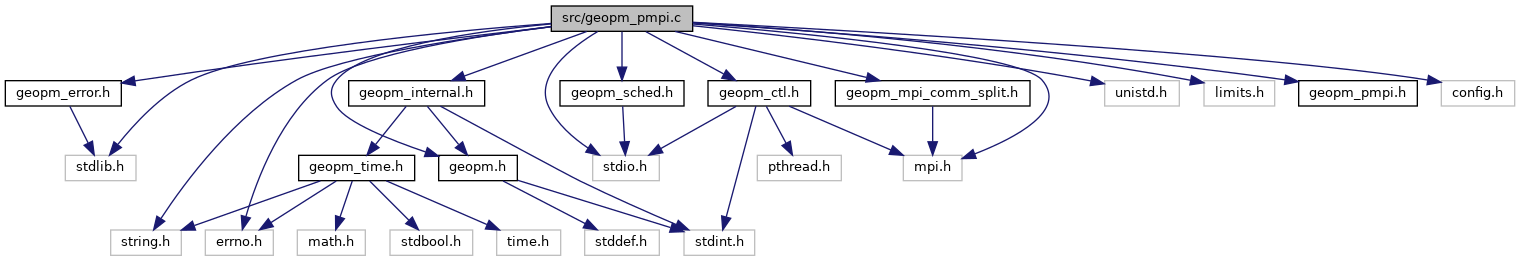 src/geopm_pmpi.c
geopm_error.h
geopm_internal.h
geopm_sched.h
geopm_ctl.h
geopm_mpi_comm_split.h
unistd.h
limits.h
geopm_pmpi.h
config.h
stdlib.h
geopm_time.h
geopm.h
stdio.h
pthread.h
mpi.h
string.h
errno.h
math.h
stdbool.h
time.h
stddef.h
stdint.h